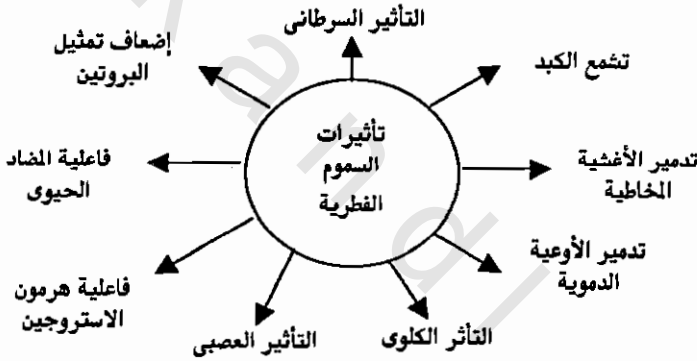 التأثير السرطانى
تشمع الكبد
تدمير الأغشية
المخاطية
تدمير الأوعية
الدموية
التأثر الكلوى
التأثير العصبى
فاعلية هرمون
الاستروجين
فاعلية المضاد
الحيوى
إضعاف تمثيل
البروتين
تأثيرات
السموم
الفطرية